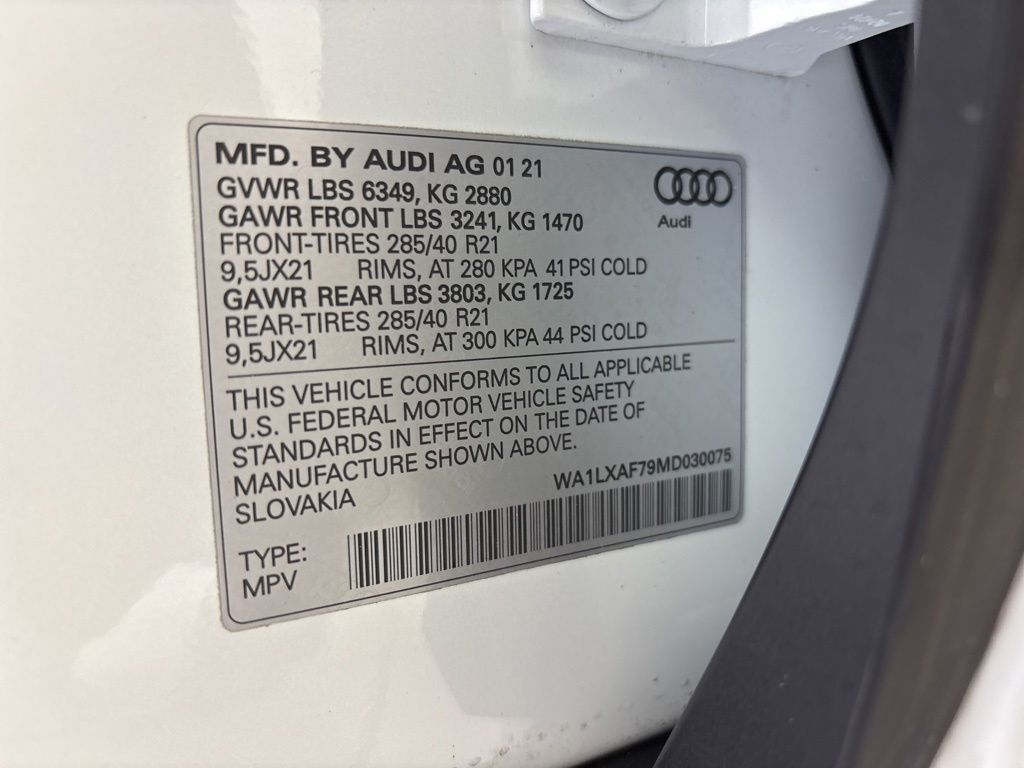 MFD. BY AUDI AG 01 21
GVWR LBS 6349, KG 2880
GAWR FRONT LBS 3241, KG 1470
FRONT-TIRES 285/40 R21
9,5JX21 RIMS, AT 280 KPA 41 PSI COLD
GAWR REAR LBS 3803, KG 1725
REAR-TIRES 285/40 R21
9,5JX21 RIMS, AT 300 KPA 44 PSI COLD
Audi
THIS VEHICLE CONFORMS TO ALL APPLICABLE
U.S. FEDERAL MOTOR VEHICLE SAFETY
STANDARDS IN EFFECT ON THE DATE OF
MANUFACTURE SHOWN ABOVE.
SLOVAKIA
WA1LXAF79MD030075
TYPE:
MPV